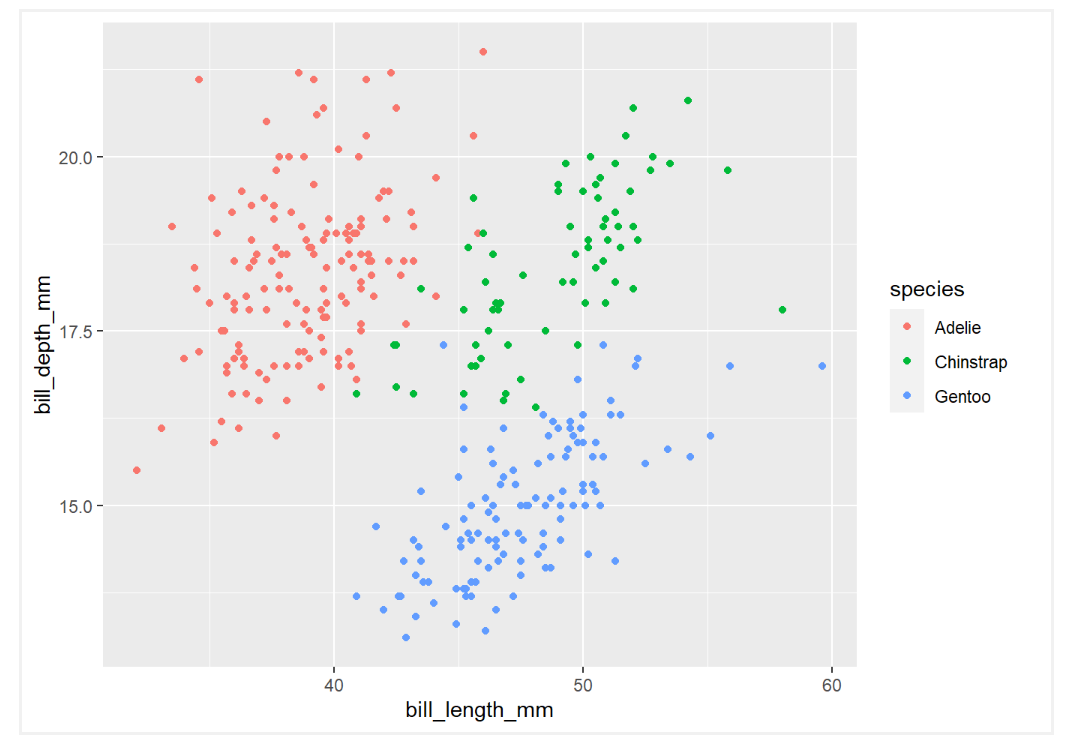 20.0
17.5
15.0
bill_depth_mm
40
50
60
bill_length_mm
species
Adelie
Chinstrap
Gentoo